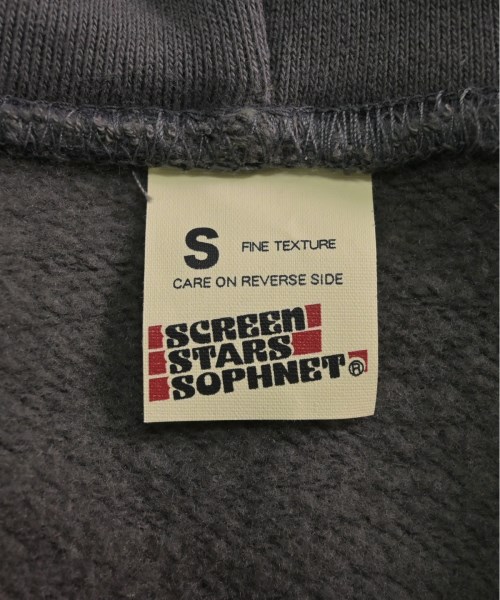 S FINE TEXTURE
CARE ON REVERSE SIDE
SCREEN
STARS
SOPHNET®